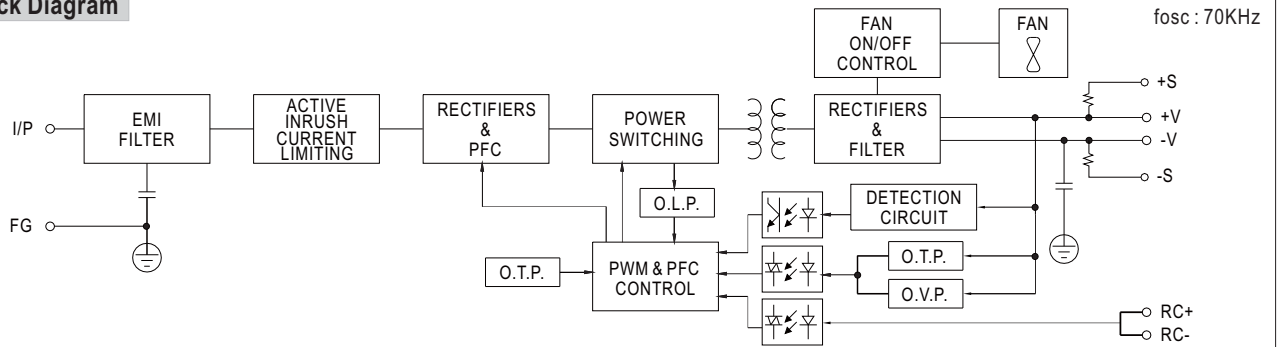 ck Diagram
fosc : 70KHz
FAN
ON/OFF
CONTROL
FAN
I/P
EMI
FILTER
ACTIVE
INRUSH
CURRENT
LIMITING
RECTIFIERS
&
PFC
POWER
SWITCHING
RECTIFIERS
&
FILTER
+S
+V
-V
-S
FG
O.L.P.
DETECTION
CIRCUIT
O.T.P.
PWM & PFC
CONTROL
O.T.P.
O.V.P.
RC+
RC-